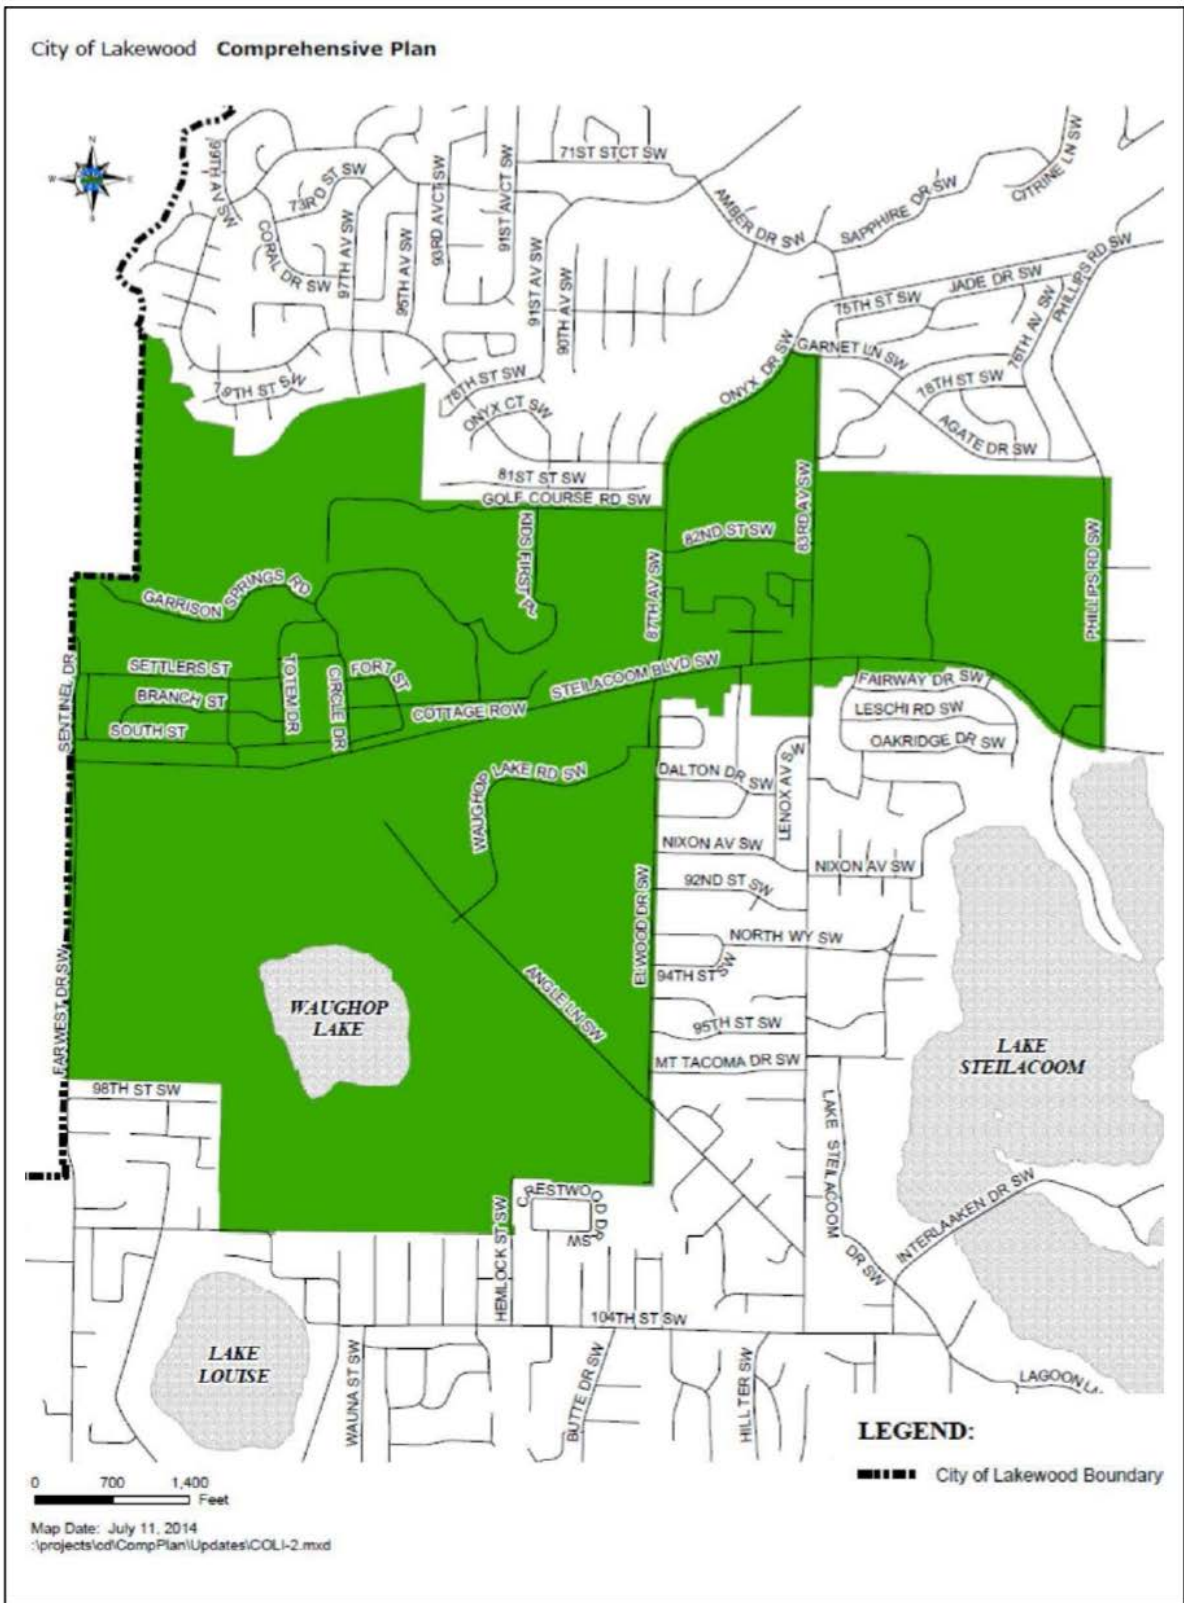 City of Lakewood Comprehensive Plan
N
W
E
S
99TH AV SW
73RD ST SW
CORAL DR SW
97TH AV SW
95TH AV SW
93RD AVCT SW
91ST AVCT SW
71ST STCT SW
91ST AV SW
90TH AV SW
AMBER DR SW
SAPPHIRE DR SW
CITRINE LN SW
PHILLIPS RD SW
JADE DR SW
75TH ST SW
76TH AV SW
GARNET LN SW
78TH ST SW
AGATE DR SW
ONYX DR SW
79TH ST SW
78TH ST SW
ONYX CT SW
81ST ST SW
GOLF COURSE RD SW
KIDS FIRST PL
82ND ST SW
83RD AV SW
87TH AV SW
PHILLIPS RD SW
GARRISON SPRINGS RD
SETTLERS ST
BRANCH ST
SOUTH ST
TOTEM DR
CIRCLE DR
FORT ST
COTTAGE ROW
STEILACOOM BLVD SW
SENTINEL DR
FAIRWAY DR SW
LESCHI RD SW
OAKRIDGE DR SW
WAUGHOP LAKE RD SW
DALTON DR SW
LENOX AV SW
NIXON AV SW
NIXON AV SW
92ND ST SW
ELWOOD DR SW
NORTH WY SW
94TH ST SW
95TH ST SW
MT TACOMA DR SW
ANGLE LN SW
FARWEST DR SW
WAUGHOP
LAKE
LAKE
STEILACOOM
98TH ST SW
LAKE STEILACOOM DR SW
INTERLAAKEN DR SW
CRESTWOOD DR SW
HEMLOCK ST SW
104TH ST SW
LAKE
LOUISE
WAUNA ST SW
BUTTE DR SW
HILLTER SW
LAGOON LA
LEGEND:
City of Lakewood Boundary
0 700 1,400
Feet
Map Date: July 11, 2014
:\projects\cd\CompPlan\Updates\COLI-2.mxd